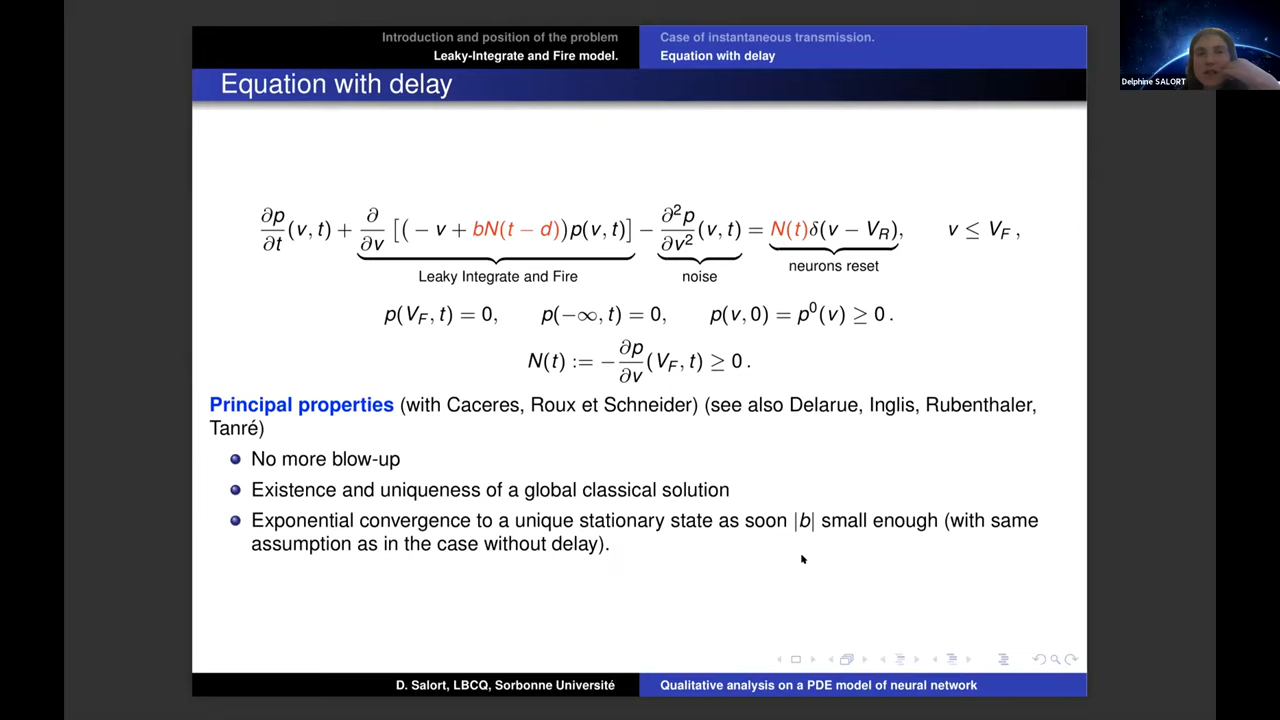 Introduction and position of the problem
Leaky-Integrate and Fire model.
Case of instantaneous transmission.
Equation with delay
Delphine SALORT
Equation with delay
∂p/∂t (v, t) + ∂/∂v [(− v + bN(t − d))p(v, t)] − ∂²p/∂v² (v, t) = N(t)δ(v − V_R), v ≤ V_F ,
Leaky Integrate and Fire
noise
neurons reset
p(V_F, t) = 0, p(−∞, t) = 0, p(v, 0) = p⁰(v) ≥ 0 .
N(t) := − ∂p/∂v (V_F, t) ≥ 0 .
Principal properties (with Caceres, Roux et Schneider) (see also Delarue, Inglis, Rubenthaler,
Tanré)
No more blow-up
Existence and uniqueness of a global classical solution
Exponential convergence to a unique stationary state as soon |b| small enough (with same
assumption as in the case without delay).
D. Salort, LBCQ, Sorbonne Université
Qualitative analysis on a PDE model of neural network